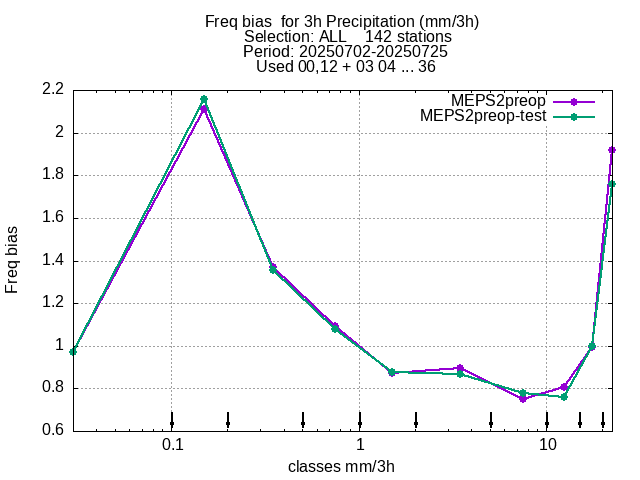 Freq bias  for 3h Precipitation (mm/3h)
Selection: ALL    142 stations
Period: 20250702-20250725
Used 00,12 + 03 04 ... 36
MEPS2preop
MEPS2preop-test
2.2
2
1.8
1.6
1.4
1.2
1
0.8
0.6
Freq bias
0.1 1 10
classes mm/3h